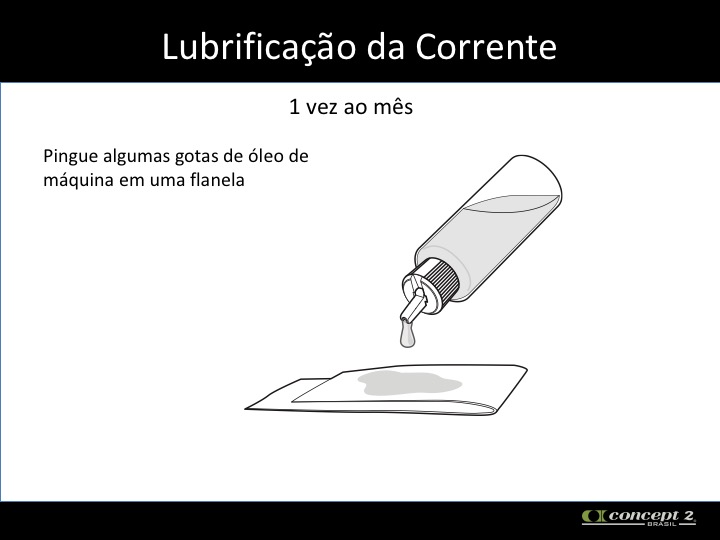 Lubrificação da Corrente
1 vez ao mês
Pingue algumas gotas de óleo de
máquina em uma flanela
concept 2
BRASIL